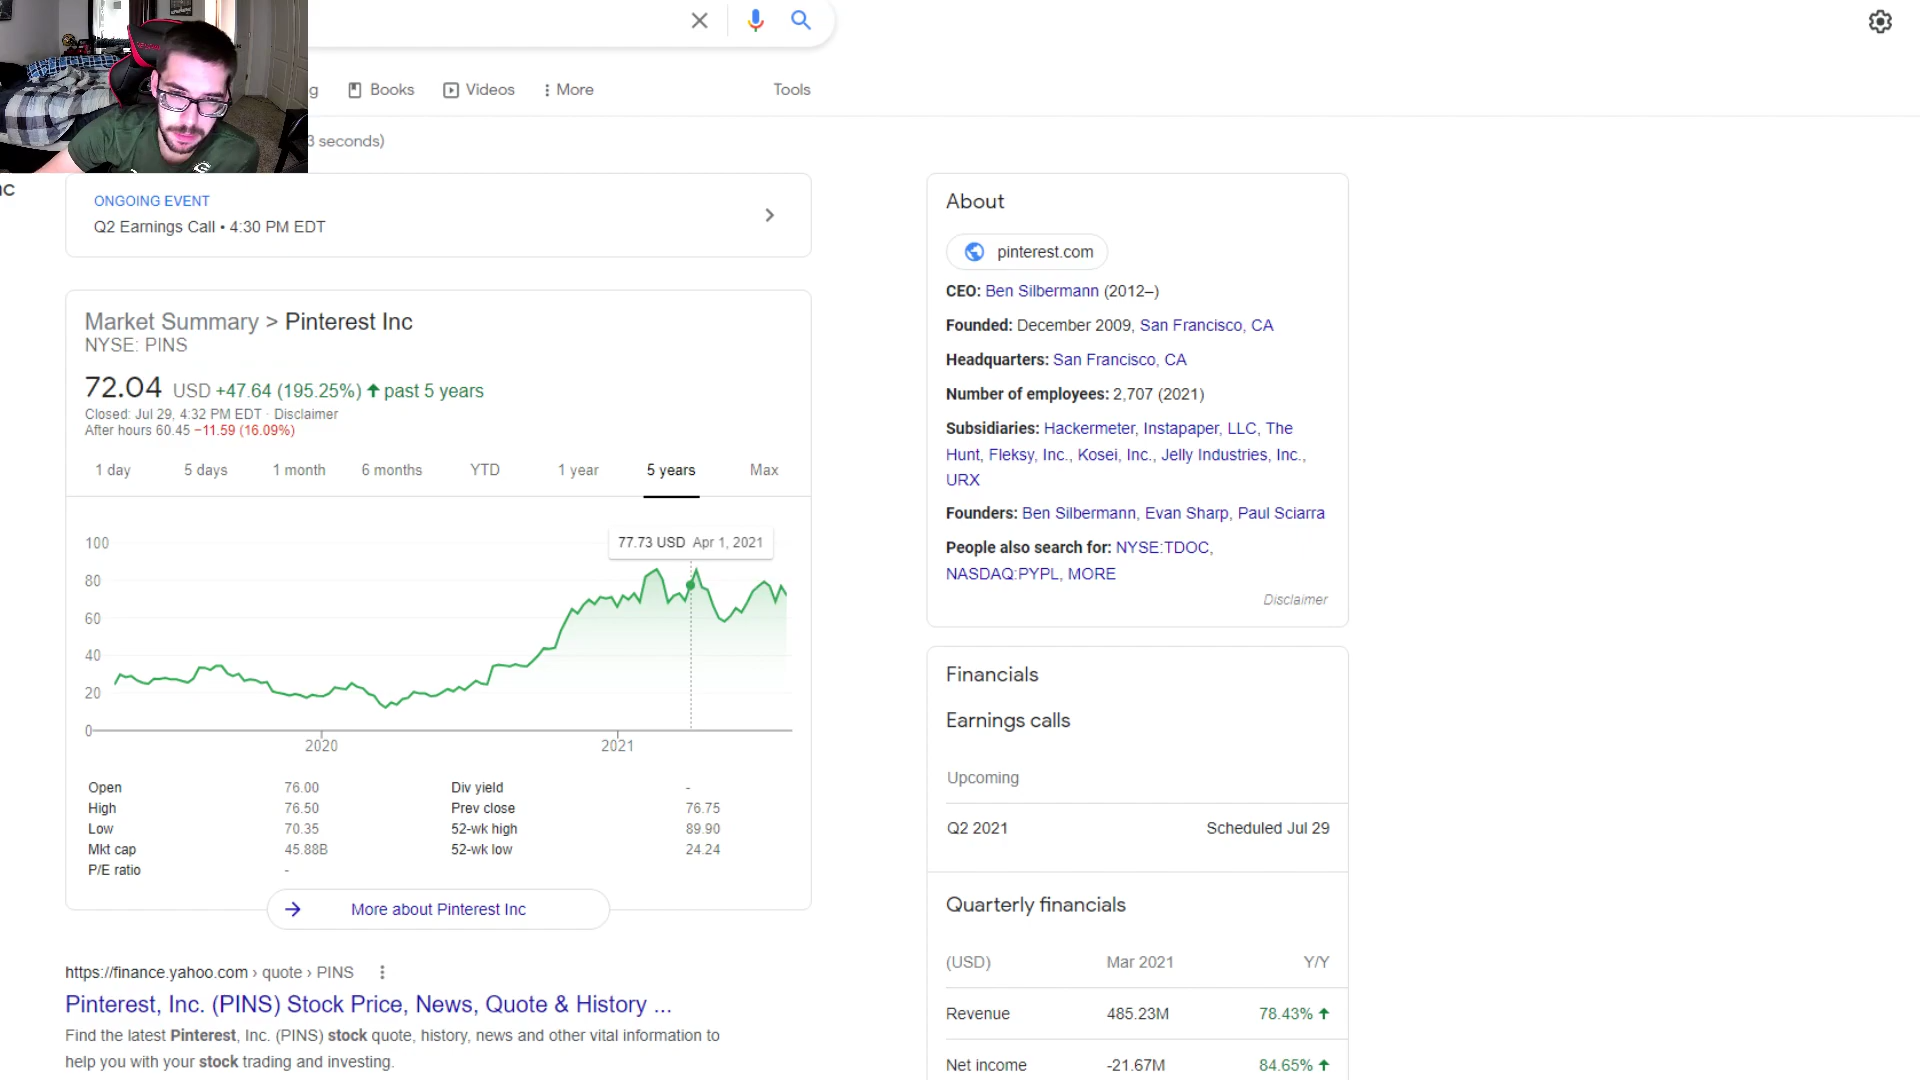 g
Books
Videos
More
Tools
3 seconds)
nc
ONGOING EVENT
Q2 Earnings Call • 4:30 PM EDT
Market Summary > Pinterest Inc
NYSE: PINS
72.04 USD +47.64 (195.25%) ↑ past 5 years
Closed: Jul 29, 4:32 PM EDT · Disclaimer
After hours 60.45 −11.59 (16.09%)
1 day 5 days 1 month 6 months YTD 1 year 5 years Max
77.73 USD Apr 1, 2021
100
80
60
40
20
0
2020 2021
Open 76.00 Div yield -
High 76.50 Prev close 76.75
Low 70.35 52-wk high 89.90
Mkt cap 45.88B 52-wk low 24.24
P/E ratio -
More about Pinterest Inc
https://finance.yahoo.com › quote › PINS
Pinterest, Inc. (PINS) Stock Price, News, Quote & History ...
Find the latest Pinterest, Inc. (PINS) stock quote, history, news and other vital information to
help you with your stock trading and investing.
About
pinterest.com
CEO: Ben Silbermann (2012–)
Founded: December 2009, San Francisco, CA
Headquarters: San Francisco, CA
Number of employees: 2,707 (2021)
Subsidiaries: Hackermeter, Instapaper, LLC, The
Hunt, Fleksy, Inc., Kosei, Inc., Jelly Industries, Inc.,
URX
Founders: Ben Silbermann, Evan Sharp, Paul Sciarra
People also search for: NYSE:TDOC,
NASDAQ:PYPL, MORE
Disclaimer
Financials
Earnings calls
Upcoming
Q2 2021 Scheduled Jul 29
Quarterly financials
(USD) Mar 2021 Y/Y
Revenue 485.23M 78.43% ↑
Net income -21.67M 84.65% ↑